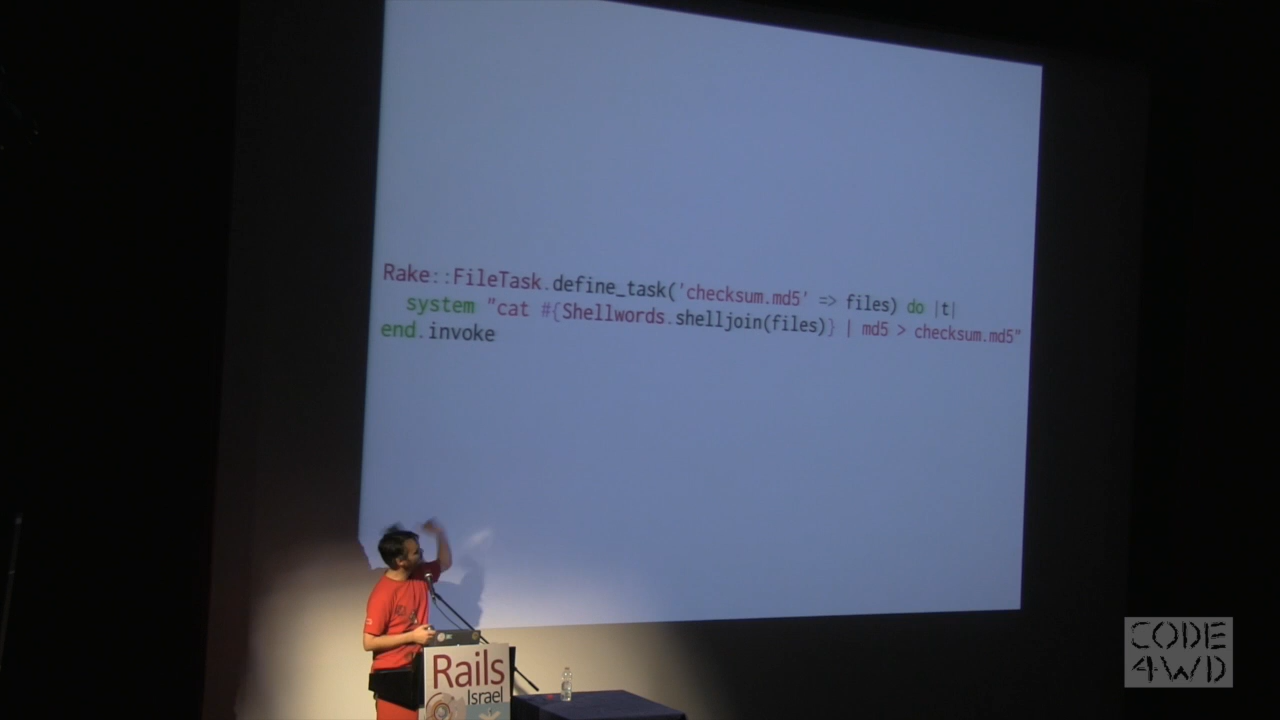 Rake::FileTask.define_task('checksum.md5' => files) do |t|
system "cat #{Shellwords.shelljoin(files)} | md5 > checksum.md5"
end.invoke
Rails
Israel
CODE
4WD